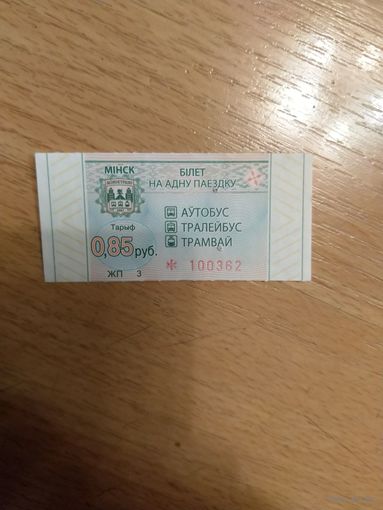 МІНСК
БІЛЕТ
НА АДНУ ПАЕЗДКУ
АЎТОБУС
ТРАЛЕЙБУС
ТРАМВАЙ
Тарыф
0,85 руб.
ЖП 3
100362